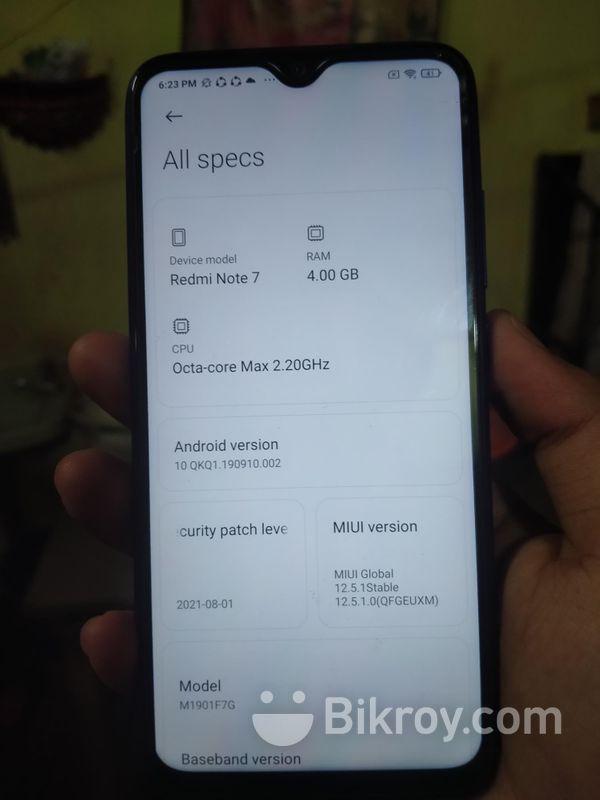 6:23 PM
41
All specs
Device model
Redmi Note 7
RAM
4.00 GB
CPU
Octa-core Max 2.20GHz
Android version
10 QKQ1.190910.002
curity patch leve
2021-08-01
MIUI version
MIUI Global
12.5.1Stable
12.5.1.0(QFGEUXM)
Model
M1901F7G
Baseband version
Bikroy.com